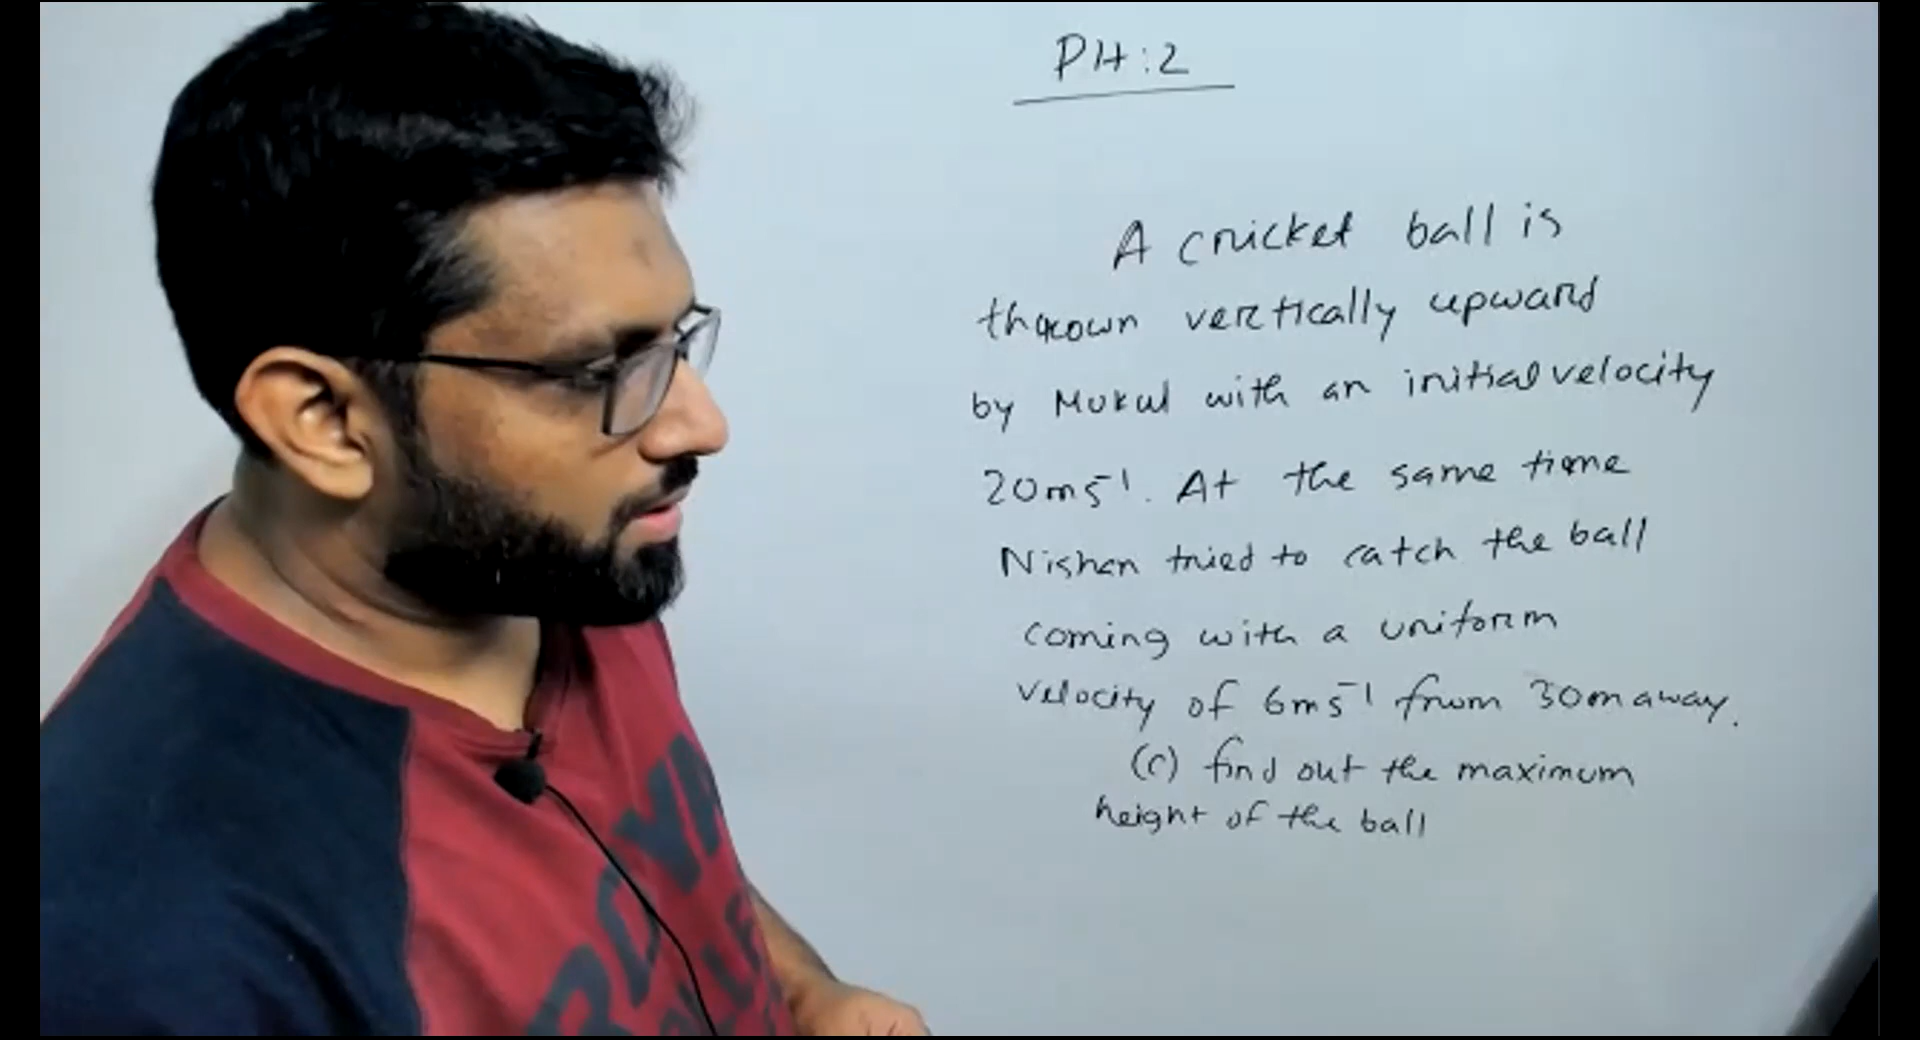 PH:2
A cricket ball is
thrown vertically upward
by Mukul with an initial velocity
20ms⁻¹. At the same time
Nishan tried to catch the ball
coming with a uniform
velocity of 6ms⁻¹ from 30m away.
(c) find out the maximum
height of the ball